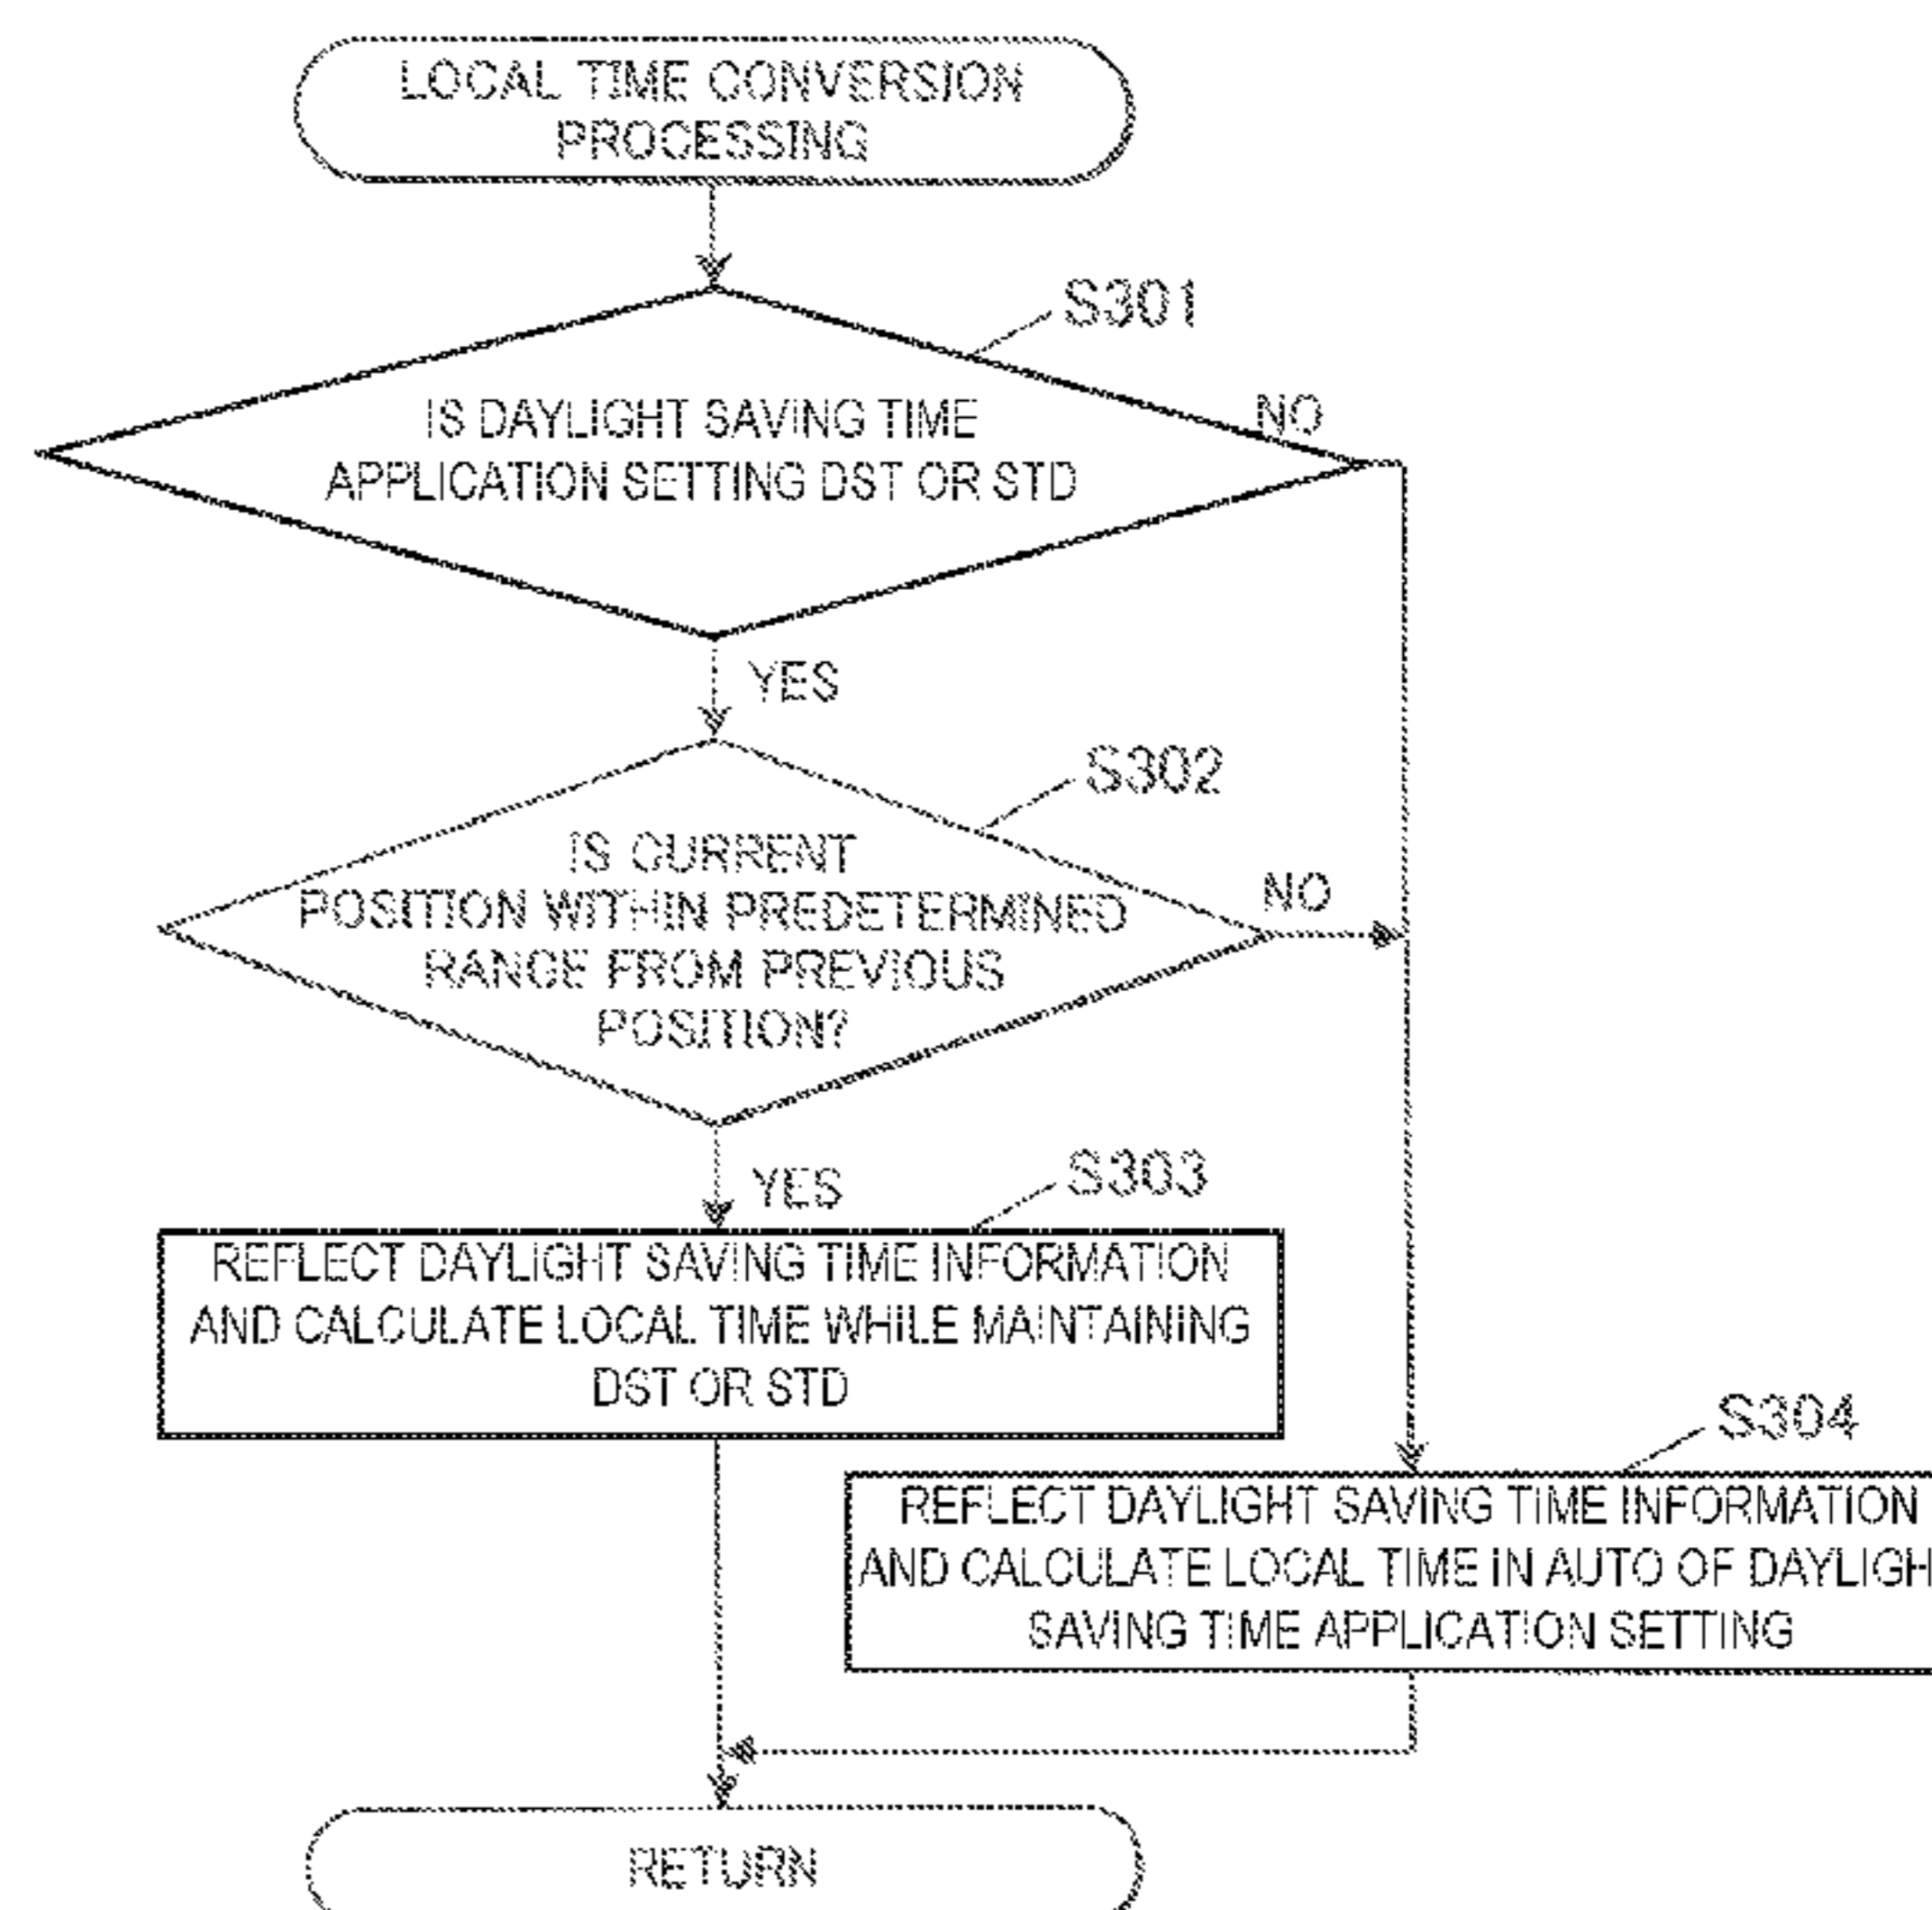 LOCAL TIME CONVERSION
PROCESSING
S301
IS DAYLIGHT SAVING TIME
APPLICATION SETTING DST OR STD
NO
YES
S302
IS CURRENT
POSITION WITHIN PREDETERMINED
RANGE FROM PREVIOUS
POSITION?
NO
YES
S303
REFLECT DAYLIGHT SAVING TIME INFORMATION
AND CALCULATE LOCAL TIME WHILE MAINTAINING
DST OR STD
S304
REFLECT DAYLIGHT SAVING TIME INFORMATION
AND CALCULATE LOCAL TIME IN AUTO OF DAYLIGH
SAVING TIME APPLICATION SETTING
RETURN